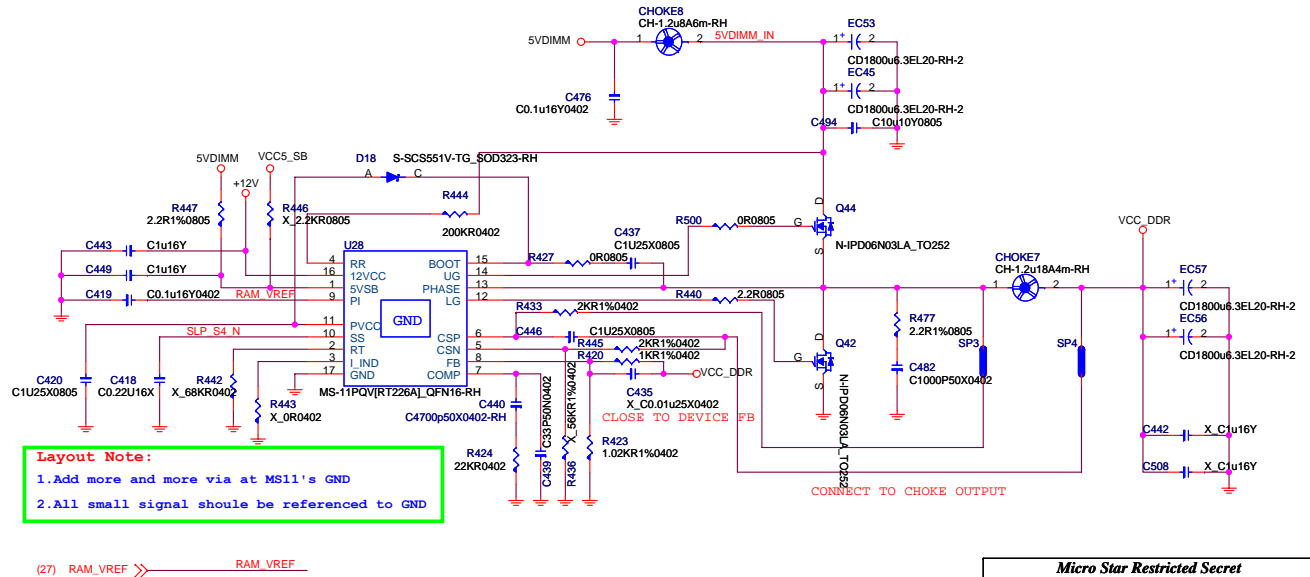 CHOKE8
CH-1.2u8A6m-RH
5VDIMM
1
2
5VDIMM_IN
EC53
1
+
2
CD1800u6.3EL20-RH-2
EC45
1
+
2
CD1800u6.3EL20-RH-2
C476
C0.1u16Y0402
C494
C10u10Y0805
5VDIMM
VCC5_SB
+12V
D18
S-SCS551V-TG_SOD323-RH
A
C
R447
2.2R1%0805
R446
X_2.2KR0805
R444
200KR0402
C443
C1u16Y
C449
C1u16Y
C419
C0.1u16Y0402
RAM_VREF
U28
4
RR
16
12VCC
1
5VSB
9
PI
11
PVCC
10
SS
2
RT
3
I_IND
17
GND
GND
BOOT
15
UG
14
PHASE
13
LG
12
CSP
6
CSN
5
FB
8
COMP
7
MS-11PQV[RT226A]_QFN16-RH
R427
0R0805
C437
C1U25X0805
R500
0R0805
G
D
S
Q44
N-IPD06N03LA_TO252
R440
2.2R0805
R433
2KR1%0402
C446
C1U25X0805
R445
2KR1%0402
R420
1KR1%0402
C435
X_C0.01u25X0402
VCC_DDR
CLOSE TO DEVICE FB
G
D
S
Q42
N-IPD06N03LA_TO252
R477
2.2R1%0805
C482
C1000P50X0402
SP3
SP4
1
CHOKE7
CH-1.2u18A4m-RH
2
VCC_DDR
EC57
1
+
2
CD1800u6.3EL20-RH-2
EC56
1
+
2
CD1800u6.3EL20-RH-2
C442
X_C1u16Y
C508
X_C1u16Y
CONNECT TO CHOKE OUTPUT
SLP_S4_N
C420
C1U25X0805
C418
C0.22U16X
R442
X_68KR0402
R443
X_0R0402
C440
C4700p50X0402-RH
R424
22KR0402
C439
C33P50N0402
R436
X_56KR1%0402
R423
1.02KR1%0402
Layout Note:
1.Add more and more via at MS11's GND
2.All small signal shoule be referenced to GND
(27) RAM_VREF
RAM_VREF
Micro Star Restricted Secret